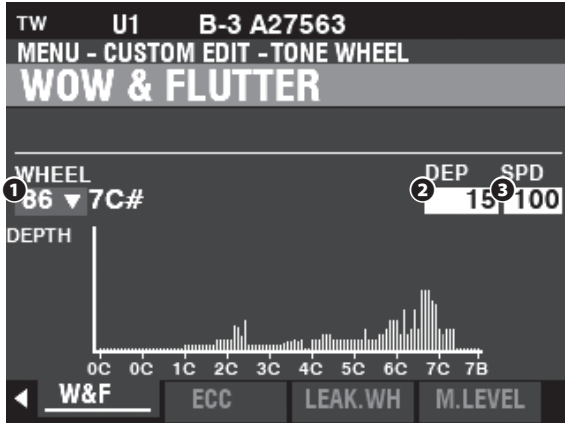 TW U1 B-3 A27563
MENU - CUSTOM EDIT -TONE WHEEL
WOW & FLUTTER
WHEEL DEP SPD
1 86 ▼ 7C# 2 15 3 100
DEPTH
0C 0C 1C 2C 3C 4C 5C 6C 7C 7B
◀ W&F ECC LEAK.WH M.LEVEL